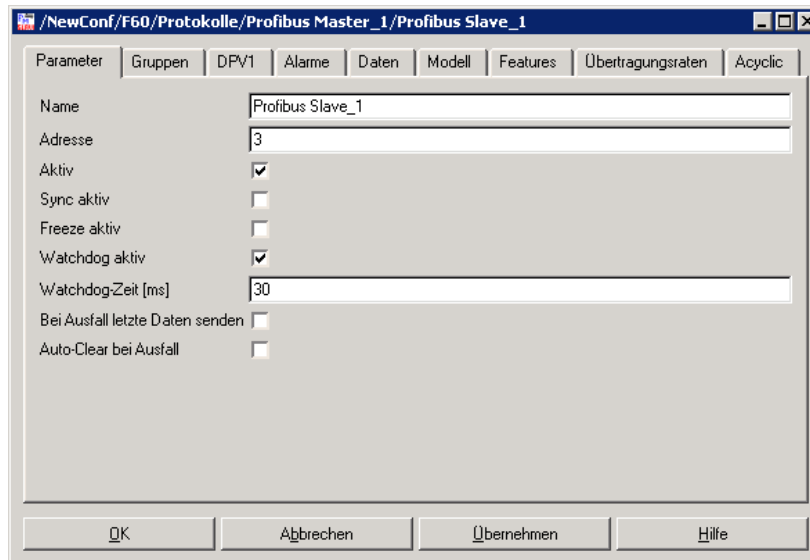 /NewConf/F60/Protokolle/Profibus Master_1/Profibus Slave_1
Parameter Gruppen DPV1 Alarme Daten Modell Features Übertragungsraten Acyclic
Name Profibus Slave_1
Adresse 3
Aktiv
Sync aktiv
Freeze aktiv
Watchdog aktiv
Watchdog-Zeit [ms] 30
Bei Ausfall letzte Daten senden
Auto-Clear bei Ausfall
OK Abbrechen Übernehmen Hilfe